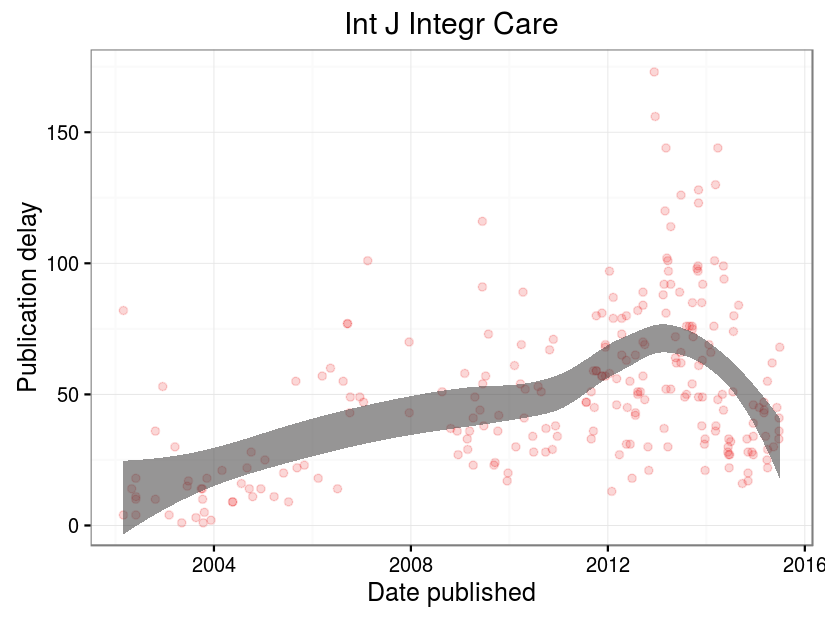 Int J Integr Care
Publication delay
150
100
50
0
2004
2008
2012
2016
Date published